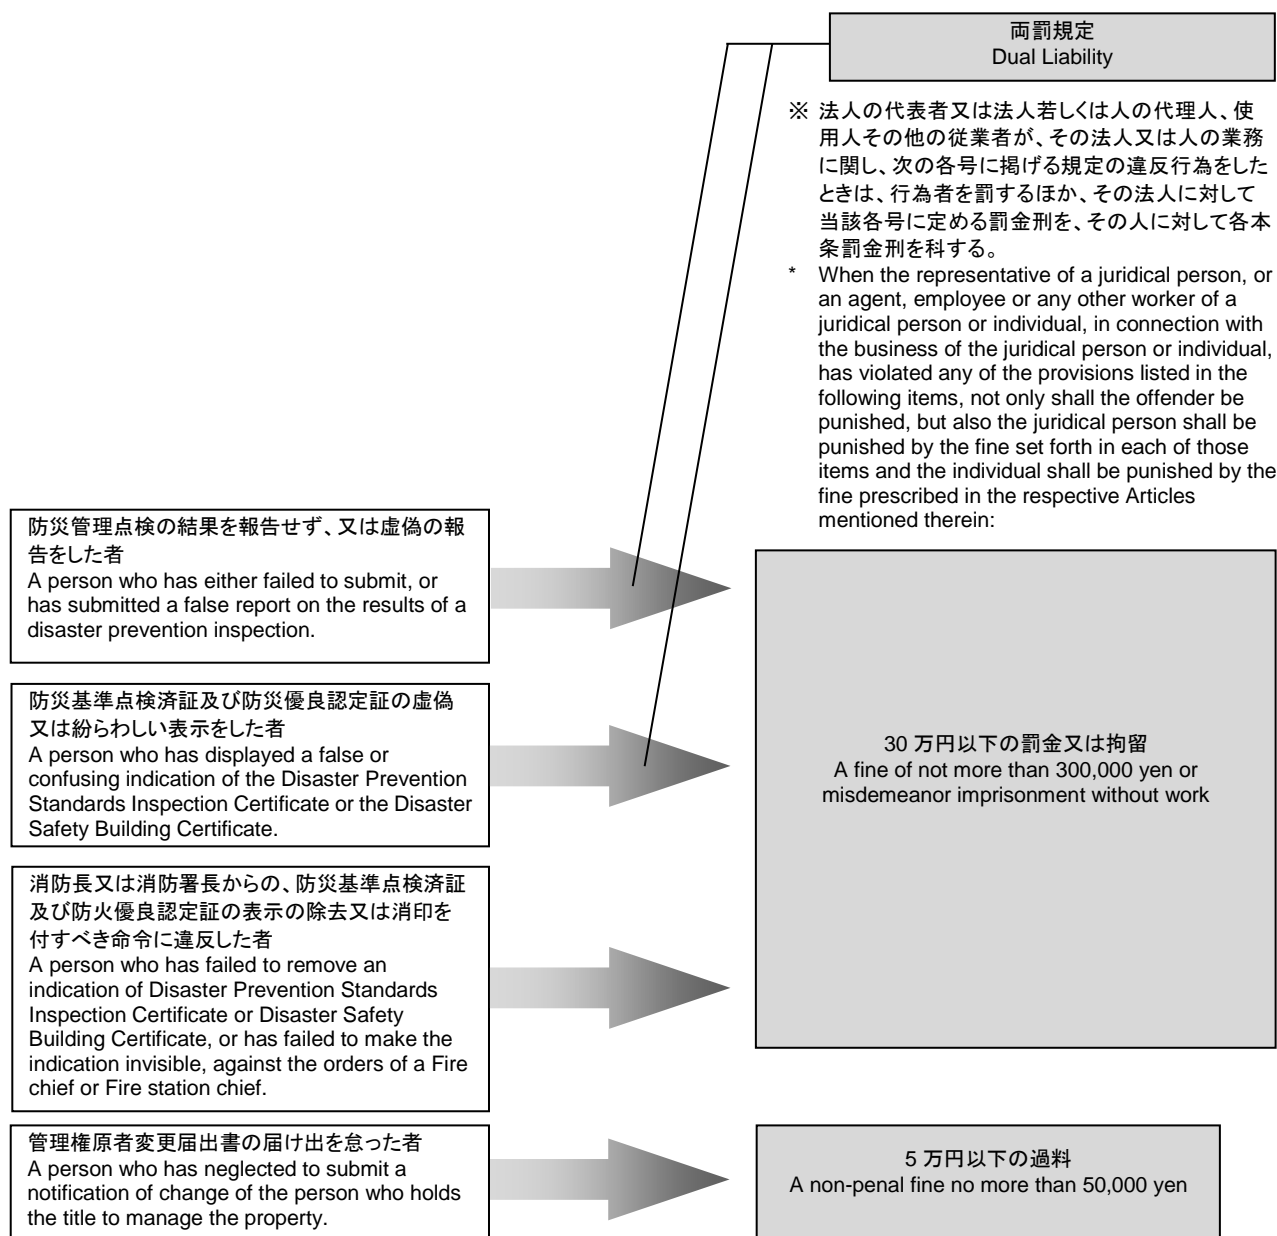 両罰規定
Dual Liability
※ 法人の代表者又は法人若しくは人の代理人、使
用人その他の従業者が、その法人又は人の業務
に関し、次の各号に掲げる規定の違反行為をした
ときは、行為者を罰するほか、その法人に対して
当該各号に定める罰金刑を、その人に対して各本
条罰金刑を科する。
* When the representative of a juridical person, or
an agent, employee or any other worker of a
juridical person or individual, in connection with
the business of the juridical person or individual,
has violated any of the provisions listed in the
following items, not only shall the offender be
punished, but also the juridical person shall be
punished by the fine set forth in each of those
items and the individual shall be punished by the
fine prescribed in the respective Articles
mentioned therein:
防災管理点検の結果を報告せず、又は虚偽の報
告をした者
A person who has either failed to submit, or
has submitted a false report on the results of a
disaster prevention inspection.
防災基準点検済証及び防災優良認定証の虚偽
又は紛らわしい表示をした者
A person who has displayed a false or
confusing indication of the Disaster Prevention
Standards Inspection Certificate or the Disaster
Safety Building Certificate.
消防長又は消防署長からの、防災基準点検済証
及び防火優良認定証の表示の除去又は消印を
付すべき命令に違反した者
A person who has failed to remove an
indication of Disaster Prevention Standards
Inspection Certificate or Disaster Safety
Building Certificate, or has failed to make the
indication invisible, against the orders of a Fire
chief or Fire station chief.
30 万円以下の罰金又は拘留
A fine of not more than 300,000 yen or
misdemeanor imprisonment without work
管理権原者変更届出書の届け出を怠った者
A person who has neglected to submit a
notification of change of the person who holds
the title to manage the property.
5 万円以下の過料
A non-penal fine no more than 50,000 yen